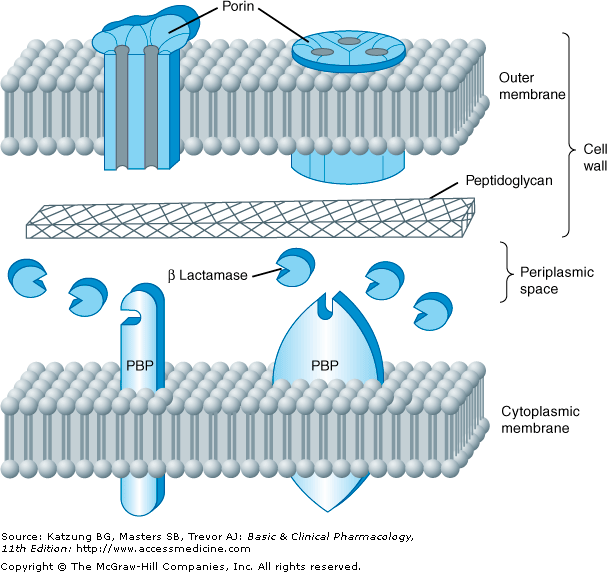 Porin
Outer
membrane
Cell
wall
Peptidoglycan
β Lactamase
Periplasmic
space
PBP
PBP
Cytoplasmic
membrane
Source: Katzung BG, Masters SB, Trevor AJ: Basic & Clinical Pharmacology,
11th Edition: http://www.accessmedicine.com
Copyright © The McGraw-Hill Companies, Inc. All rights reserved.